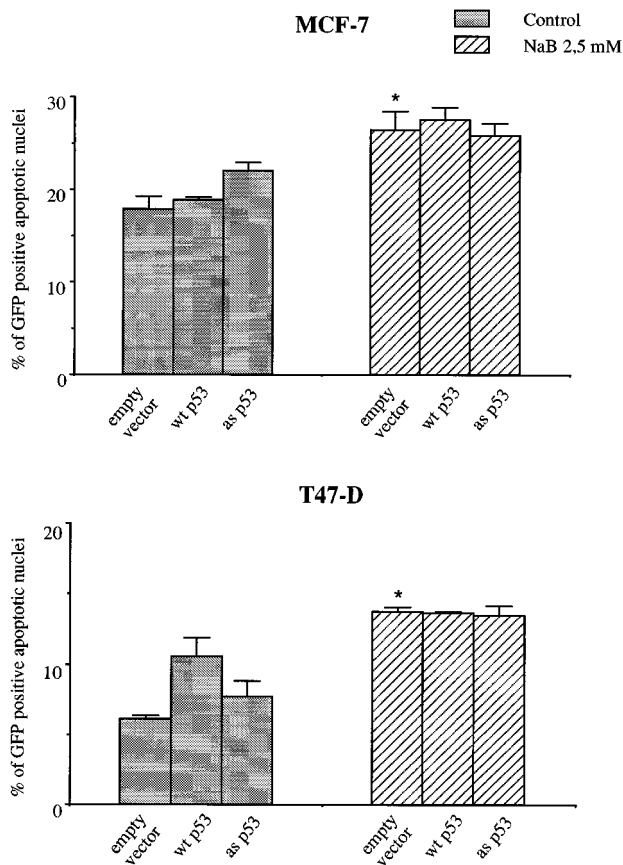 MCF-7
Control
NaB 2,5 mM
% of GFP positive apoptotic nuclei
30
20
10
0
*
empty
vector
wt p53
as p53
empty
vector
wt p53
as p53
T47-D
% of GFP positive apoptotic nuclei
20
10
0
*
empty
vector
wt p53
as p53
empty
vector
wt p53
as p53